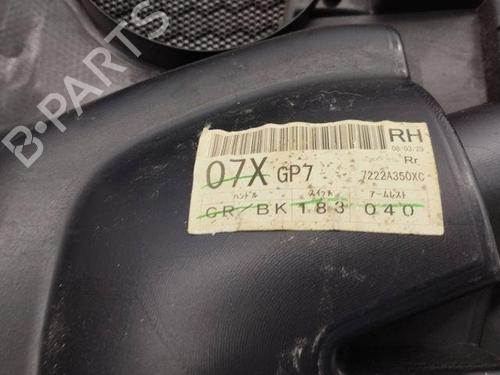 B-PARTS
RH
08/03/29
Rr
07X GP7 7222A350XC
ハンドル スイッチ アームレスト
GR/BK 183 040